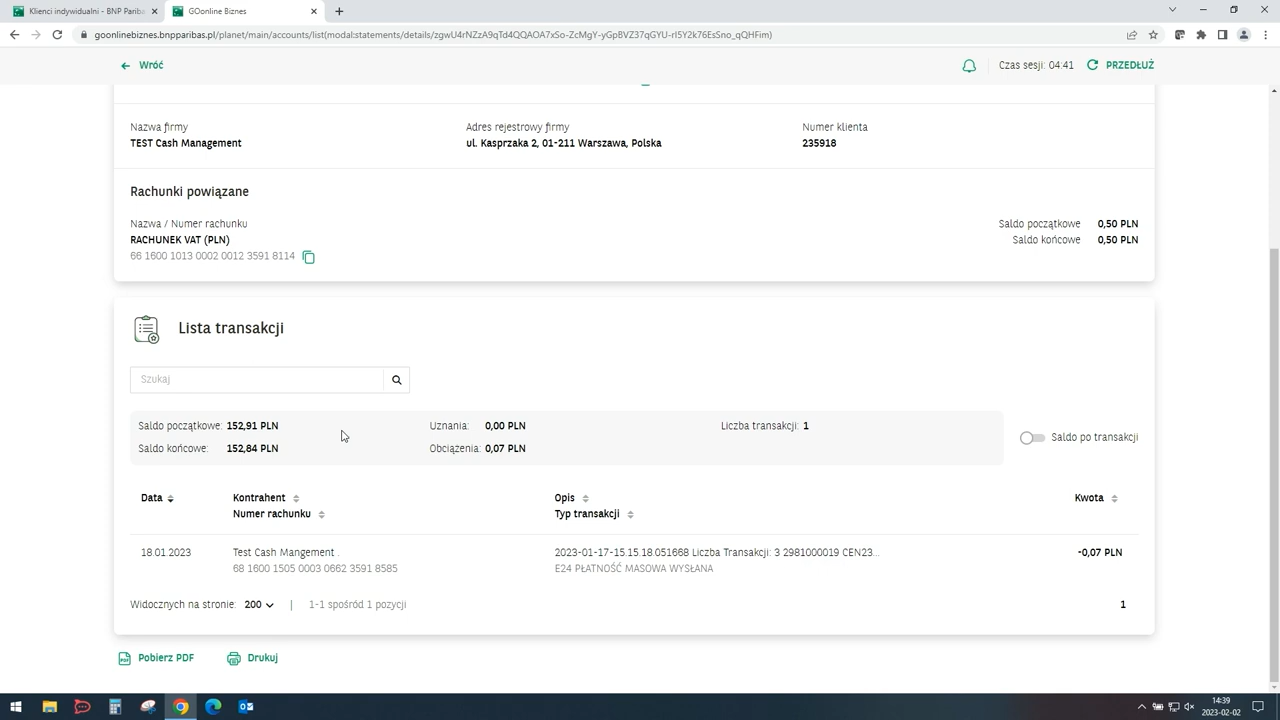 Klienci indywidualni - BNP Pariba
GOonline Biznes
goonlinebiznes.bnpparibas.pl/planet/main/accounts/list(modal:statements/details/zgwU4rNZzA9qTd4QQAOA7xSo-ZcMgY-yGpBVZ37qGYU-rI5Y2k76EsSno_qQHFim)
Wróć
Czas sesji: 04:41
PRZEDŁUŻ
Nazwa firmy
Adres rejestrowy firmy
Numer klienta
TEST Cash Management
ul. Kasprzaka 2, 01-211 Warszawa, Polska
235918
Rachunki powiązane
Nazwa / Numer rachunku
Saldo początkowe 0,50 PLN
RACHUNEK VAT (PLN)
Saldo końcowe 0,50 PLN
66 1600 1013 0002 0012 3591 8114
Lista transakcji
Szukaj
Saldo początkowe: 152,91 PLN
Uznania: 0,00 PLN
Liczba transakcji: 1
Saldo po transakcji
Saldo końcowe: 152,84 PLN
Obciążenia: 0,07 PLN
Data
Kontrahent
Opis
Kwota
Numer rachunku
Typ transakcji
18.01.2023
Test Cash Mangement .
2023-01-17-15.15.18.051668 Liczba Transakcji: 3 2981000019 CEN23...
-0,07 PLN
68 1600 1505 0003 0662 3591 8585
E24 PŁATNOŚĆ MASOWA WYSŁANA
Widocznych na stronie: 200 | 1-1 spośród 1 pozycji
1
PDF
Pobierz PDF
Drukuj
14:39
2023-02-02